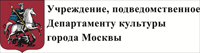 Учреждение, подведомственное
Департаменту культуры
города Москвы